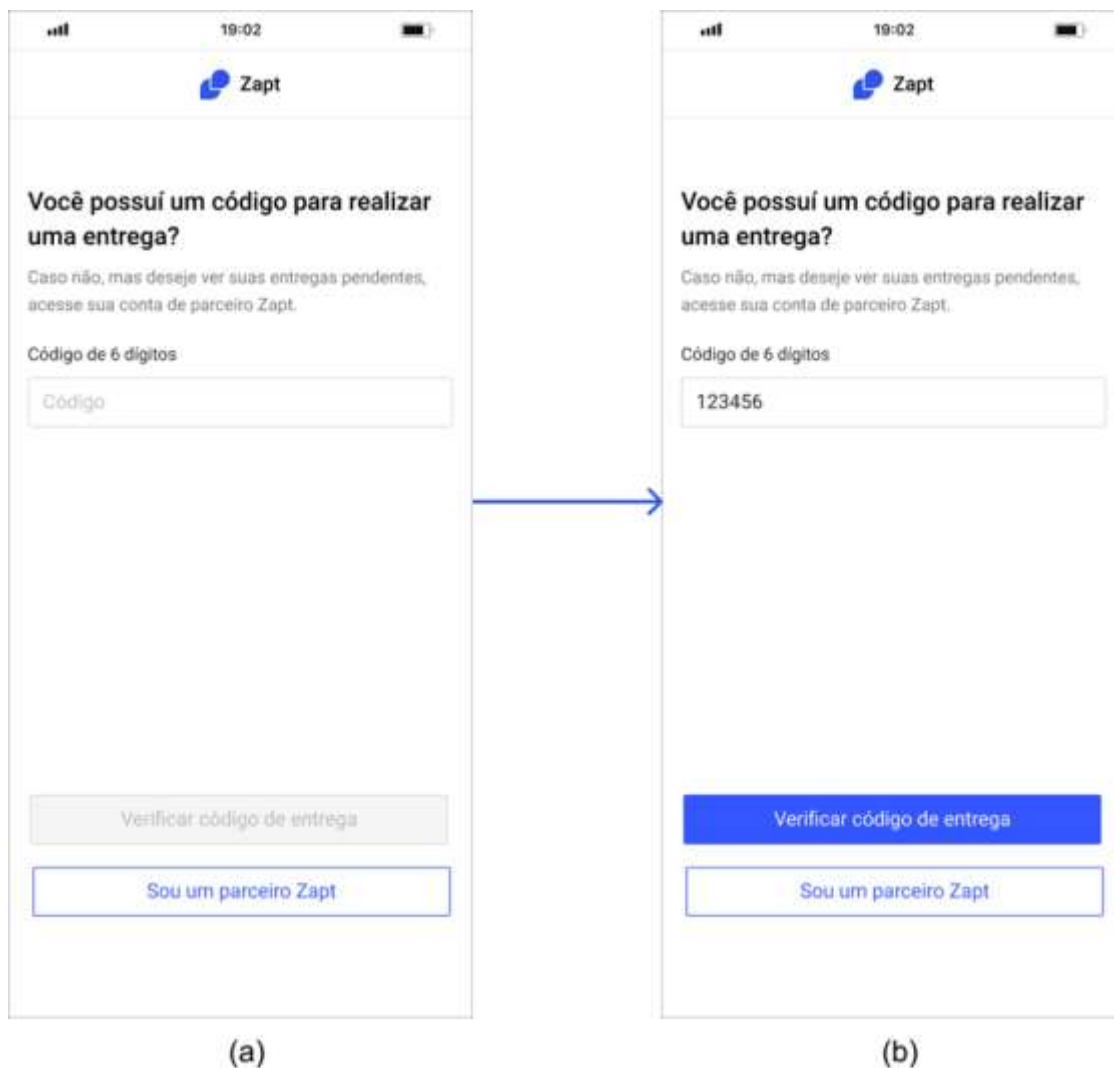 19:02
Zapt
Você possuí um código para realizar
uma entrega?
Caso não, mas deseje ver suas entregas pendentes,
acesse sua conta de parceiro Zapt.
Código de 6 dígitos
Código
Verificar código de entrega
Sou um parceiro Zapt
(a)
19:02
Zapt
Você possuí um código para realizar
uma entrega?
Caso não, mas deseje ver suas entregas pendentes,
acesse sua conta de parceiro Zapt.
Código de 6 dígitos
123456
Verificar código de entrega
Sou um parceiro Zapt
(b)